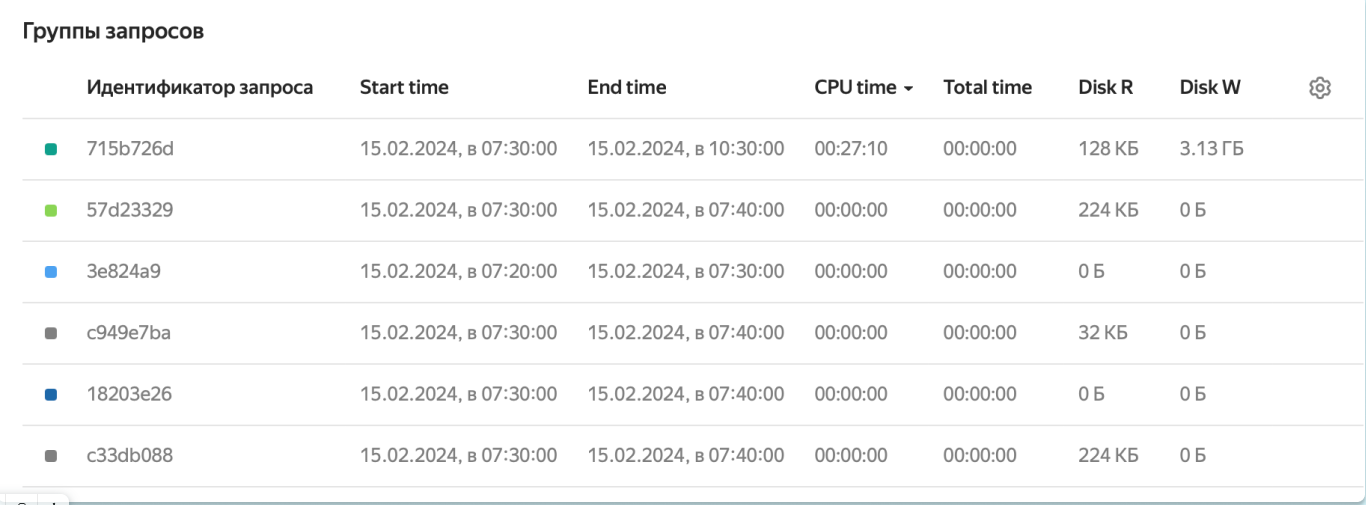 Группы запросов
Идентификатор запроса Start time End time CPU time Total time Disk R Disk W
715b726d 15.02.2024, в 07:30:00 15.02.2024, в 10:30:00 00:27:10 00:00:00 128 КБ 3.13 ГБ
57d23329 15.02.2024, в 07:30:00 15.02.2024, в 07:40:00 00:00:00 00:00:00 224 КБ 0 Б
3e824a9 15.02.2024, в 07:20:00 15.02.2024, в 07:30:00 00:00:00 00:00:00 0 Б 0 Б
c949e7ba 15.02.2024, в 07:30:00 15.02.2024, в 07:40:00 00:00:00 00:00:00 32 КБ 0 Б
18203e26 15.02.2024, в 07:30:00 15.02.2024, в 07:40:00 00:00:00 00:00:00 0 Б 0 Б
c33db088 15.02.2024, в 07:30:00 15.02.2024, в 07:40:00 00:00:00 00:00:00 224 КБ 0 Б